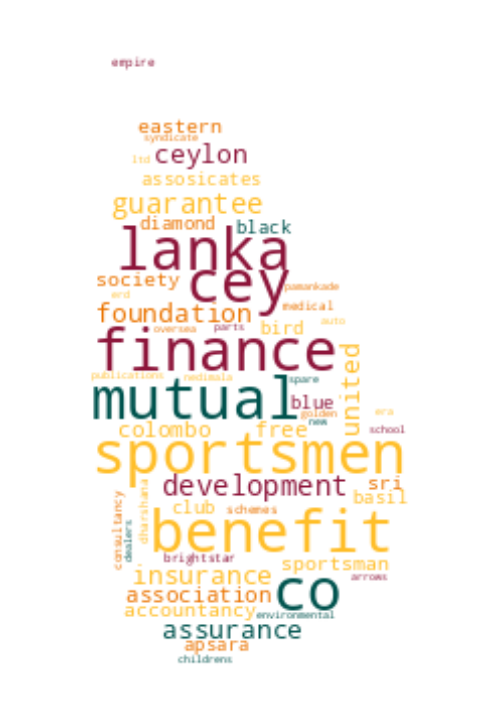 empire
eastern
syndicate
ltd ceylon
assosicates
guarantee
diamond black
lanka
society cey pamankade
erd
foundation medical
oversea parts bird auto
finance
publications nedimala spare
mutual blue united
golden era
new
colombo free school
sportsmen
development sri
basil
consultancy dharshana club schemes
dealers benefit
brightstar sportsman
insurance arrows
association co
accountancy environmental
assurance
apsara
childrens